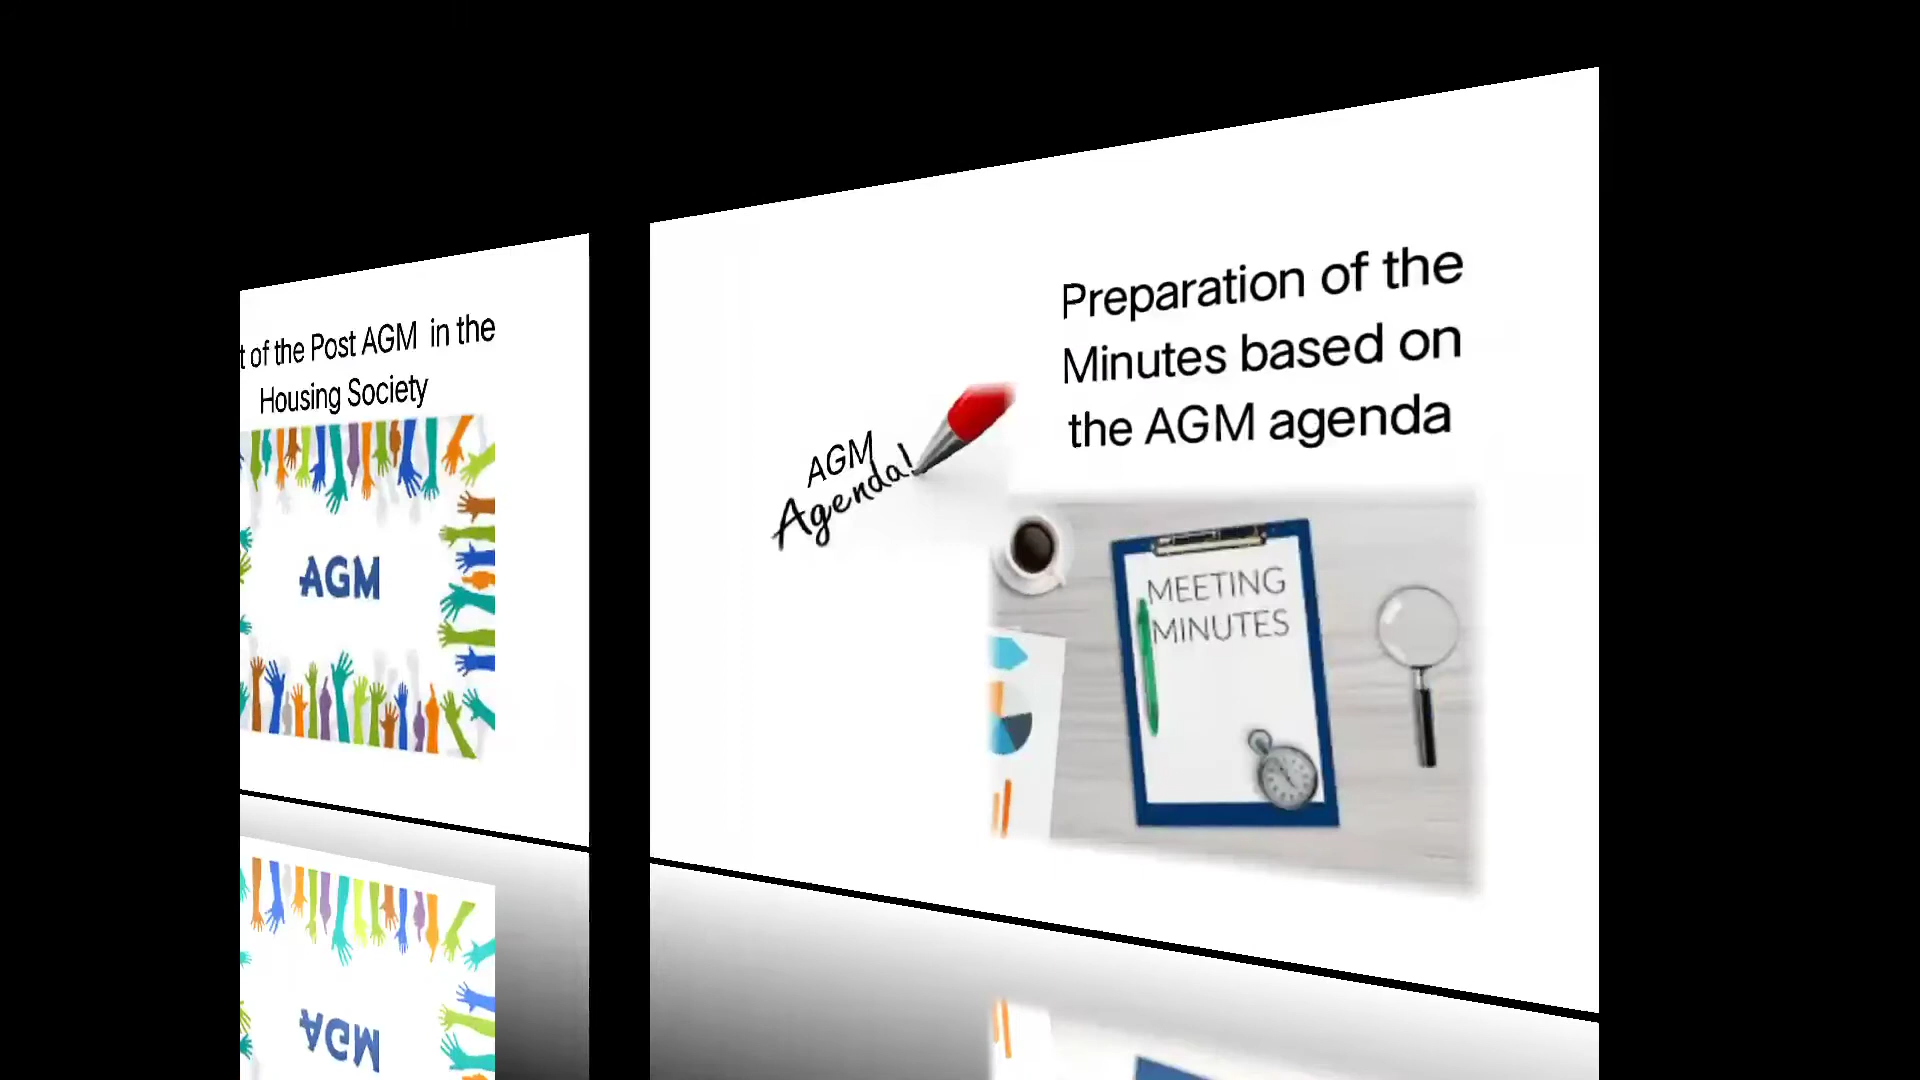 of the Post AGM in the
Housing Society
AGM
AGM
Agenda!
Preparation of the
Minutes based on
the AGM agenda
MEETING
MINUTES
AGM